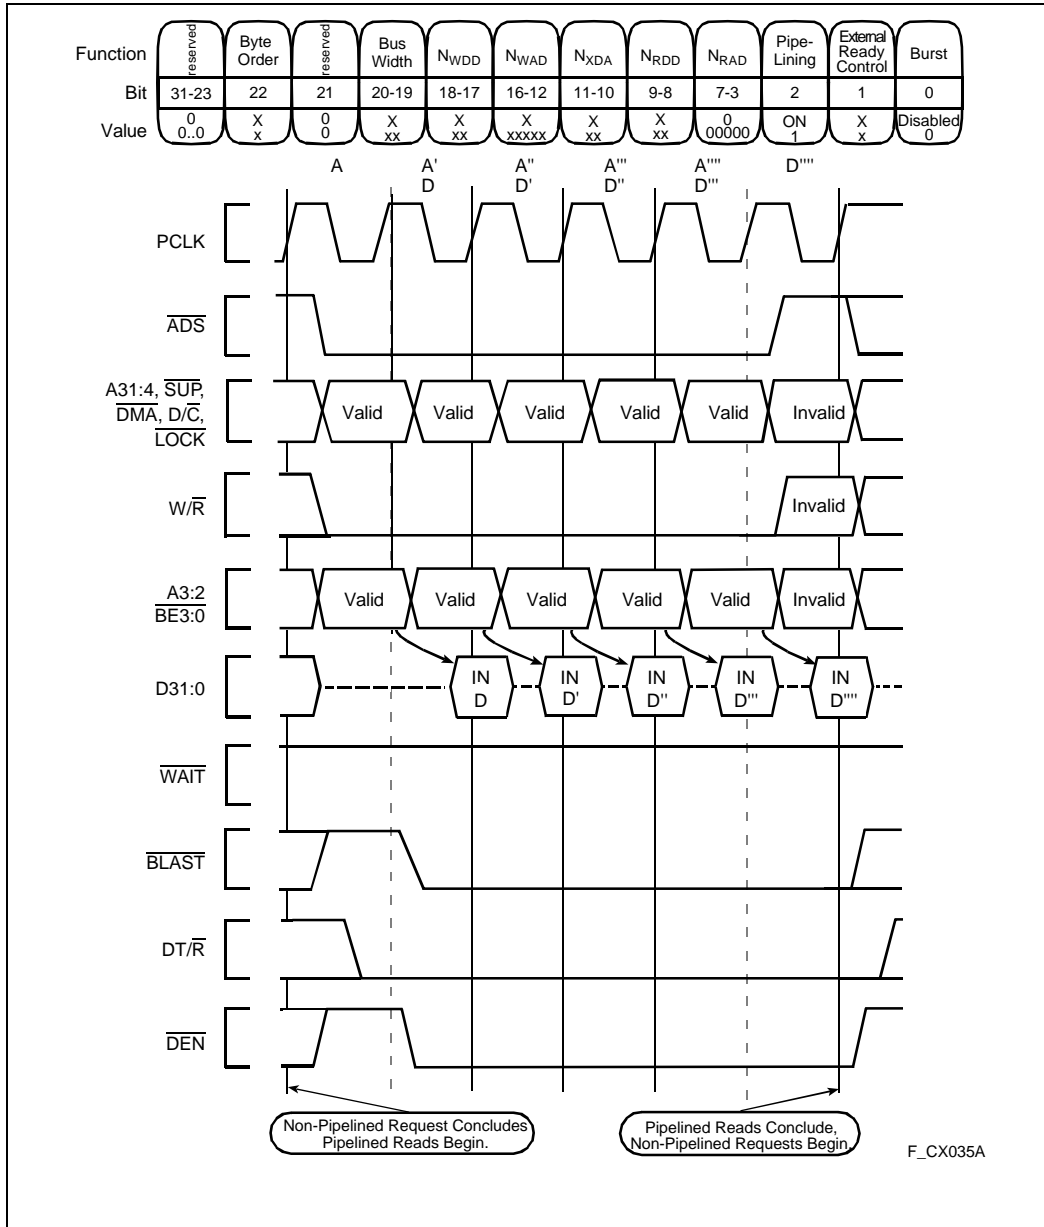 Function reserved Byte Order reserved Bus Width NWDD NWAD NXDA NRDD NRAD Pipe-Lining External Ready Control Burst
Bit 31-23 22 21 20-19 18-17 16-12 11-10 9-8 7-3 2 1 0
Value 0 0..0 X x 0 0 X xx X xx X xxxxx X xx X xx 0 00000 ON 1 X x Disabled 0
A A' A'' A''' A'''' D''''
D D' D'' D'''
PCLK
ADS
A31:4, SUP,
DMA, D/C,
LOCK
Valid Valid Valid Valid Valid Invalid
W/R Invalid
A3:2
BE3:0
Valid Valid Valid Valid Valid Invalid
D31:0
IN IN IN IN IN
D D' D'' D''' D''''
WAIT
BLAST
DT/R
DEN
Non-Pipelined Request Concludes
Pipelined Reads Begin.
Pipelined Reads Conclude,
Non-Pipelined Requests Begin.
F_CX035A